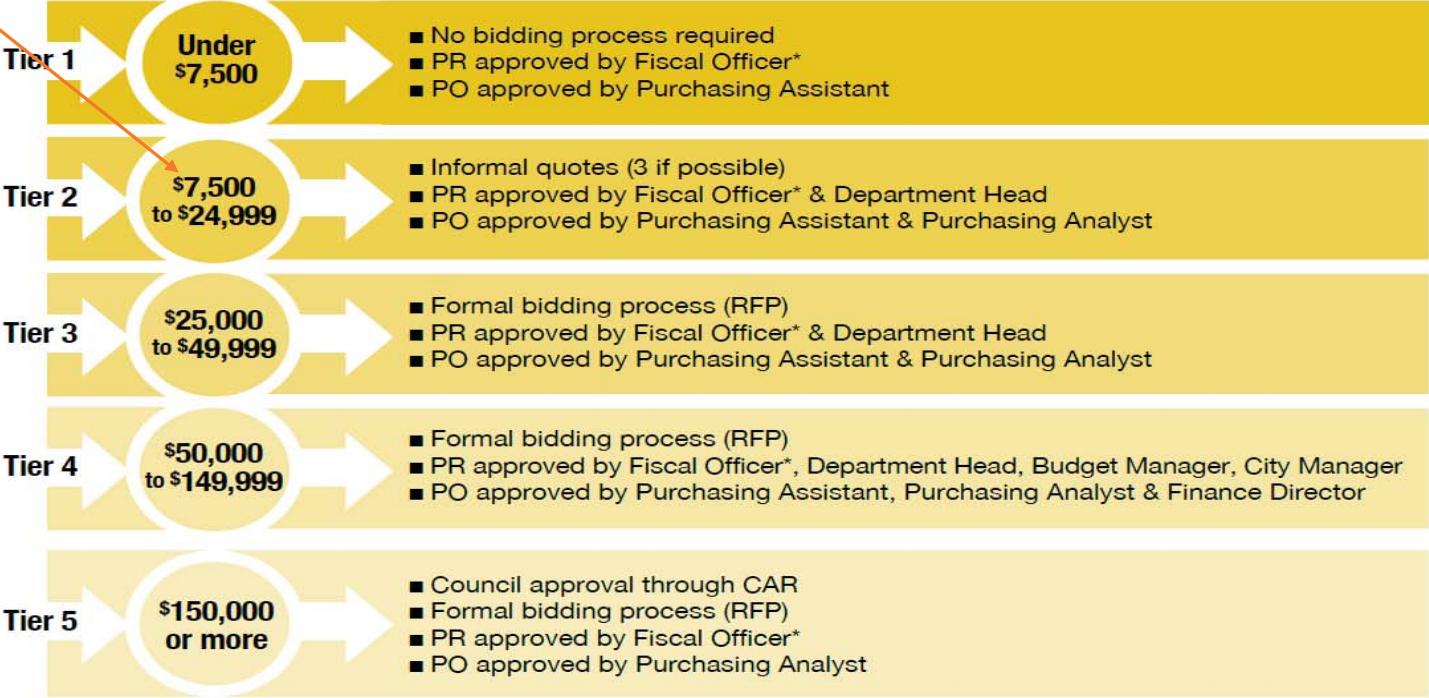 Tier 1
Under
$7,500
■ No bidding process required
■ PR approved by Fiscal Officer*
■ PO approved by Purchasing Assistant
Tier 2
$7,500
to $24,999
■ Informal quotes (3 if possible)
■ PR approved by Fiscal Officer* & Department Head
■ PO approved by Purchasing Assistant & Purchasing Analyst
Tier 3
$25,000
to $49,999
■ Formal bidding process (RFP)
■ PR approved by Fiscal Officer* & Department Head
■ PO approved by Purchasing Assistant & Purchasing Analyst
Tier 4
$50,000
to $149,999
■ Formal bidding process (RFP)
■ PR approved by Fiscal Officer*, Department Head, Budget Manager, City Manager
■ PO approved by Purchasing Assistant, Purchasing Analyst & Finance Director
Tier 5
$150,000
or more
■ Council approval through CAR
■ Formal bidding process (RFP)
■ PR approved by Fiscal Officer*
■ PO approved by Purchasing Analyst